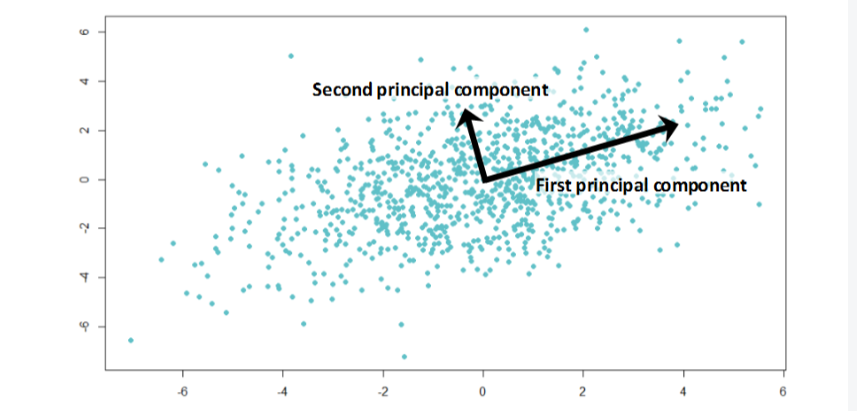 6
4
2
0
-2
-4
-6
Second principal component
First principal component
-6 -4 -2 0 2 4 6